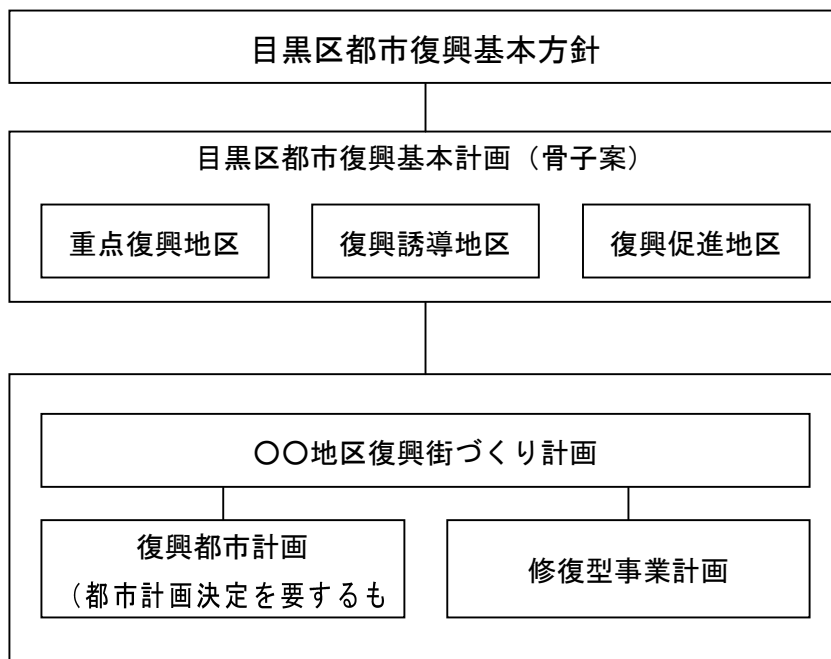 目黒区都市復興基本方針
目黒区都市復興基本計画（骨子案）
重点復興地区
復興誘導地区
復興促進地区
〇〇地区復興街づくり計画
復興都市計画
（都市計画決定を要するも
修復型事業計画